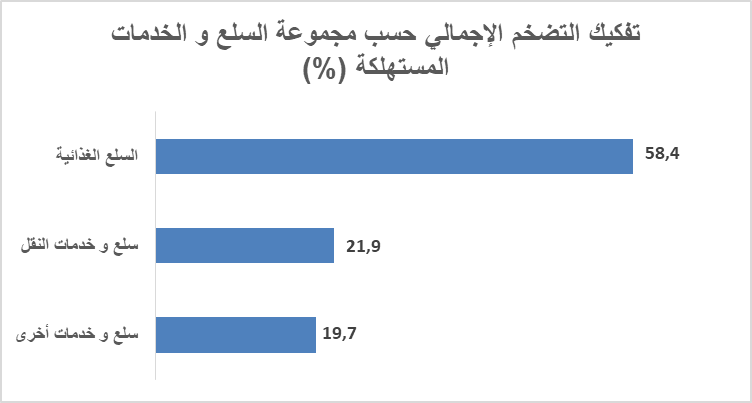 تفكيك التضخم الإجمالي حسب مجموعة السلع و الخدمات
المستهلكة (%)
السلع الغذائية
58,4
سلع و خدمات النقل
21,9
سلع و خدمات أخرى
19,7